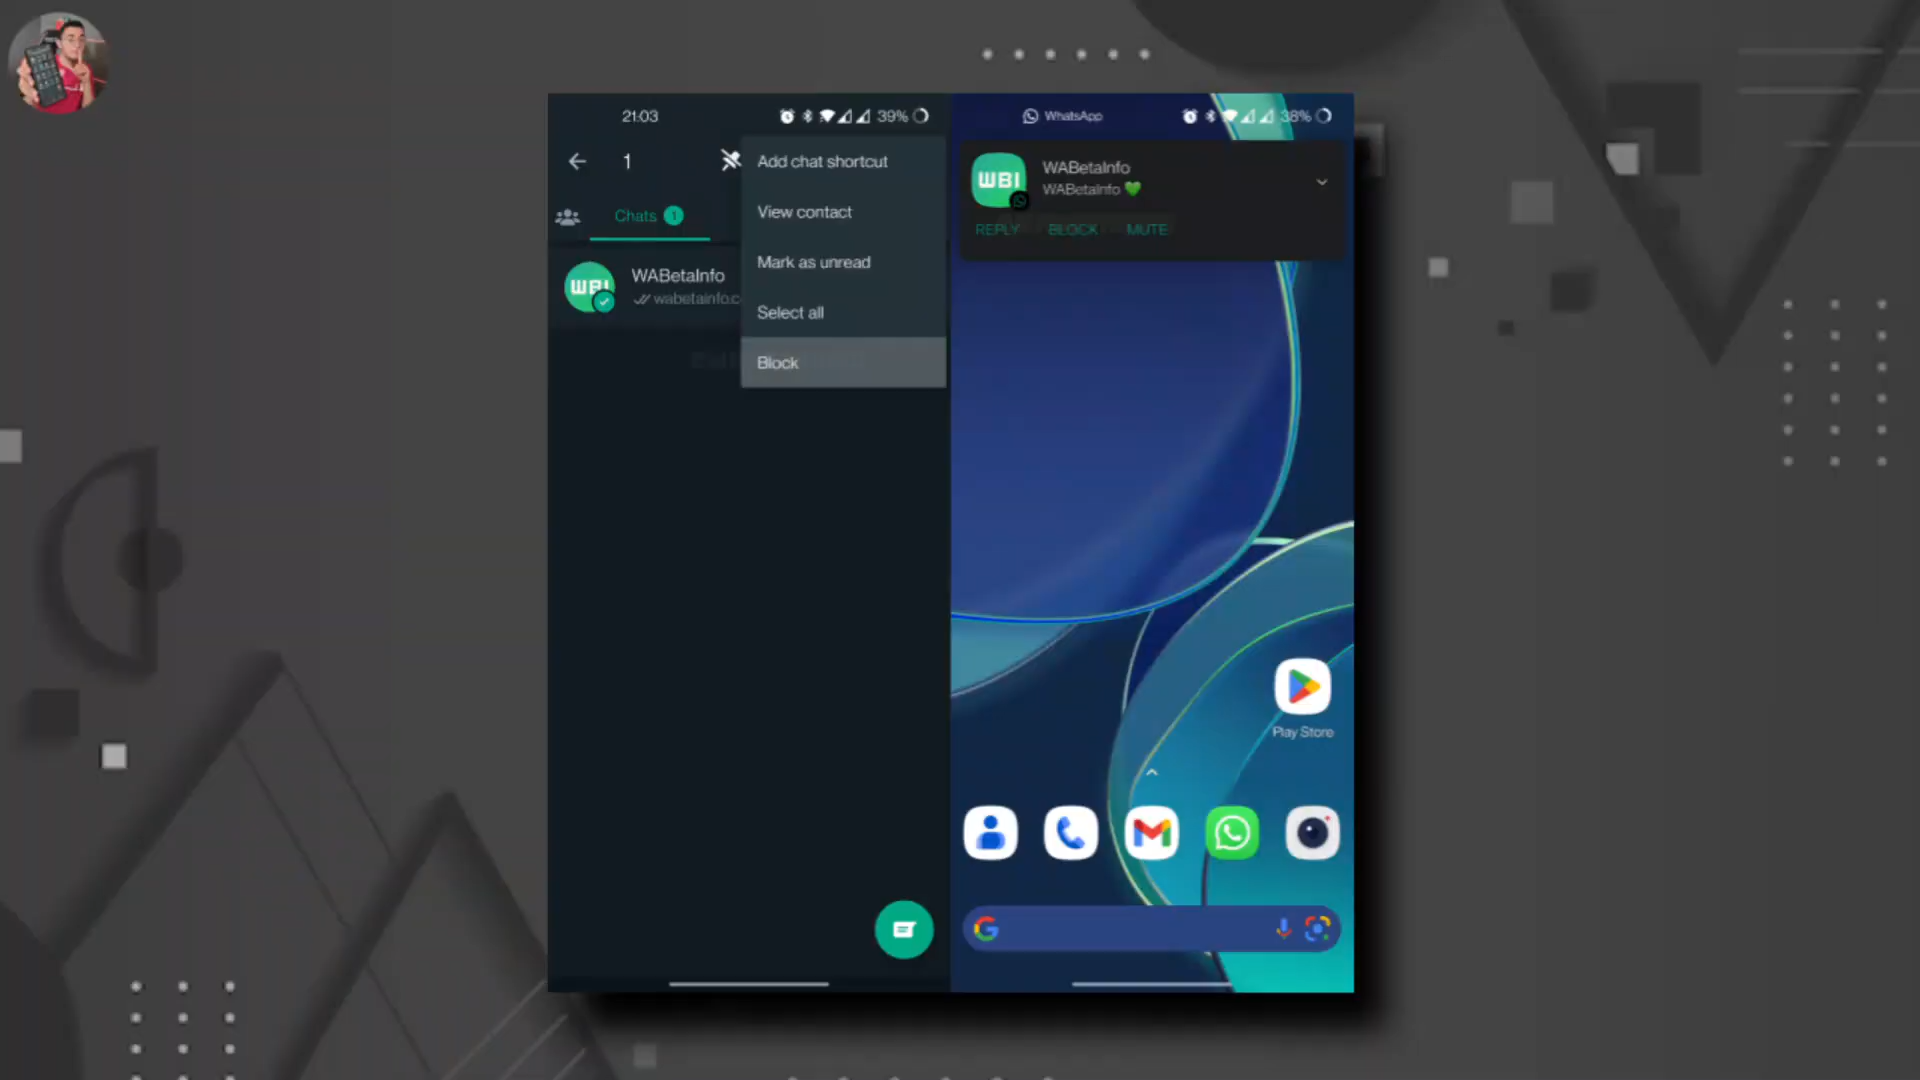 21:03
39%
1
Add chat shortcut
View contact
Mark as unread
Select all
Block
Chats 1
WBI
WABetaInfo
wabetainfo.c
WhatsApp
38%
WBI
WABetaInfo
WABetaInfo 💚
REPLY BLOCK MUTE
Play Store